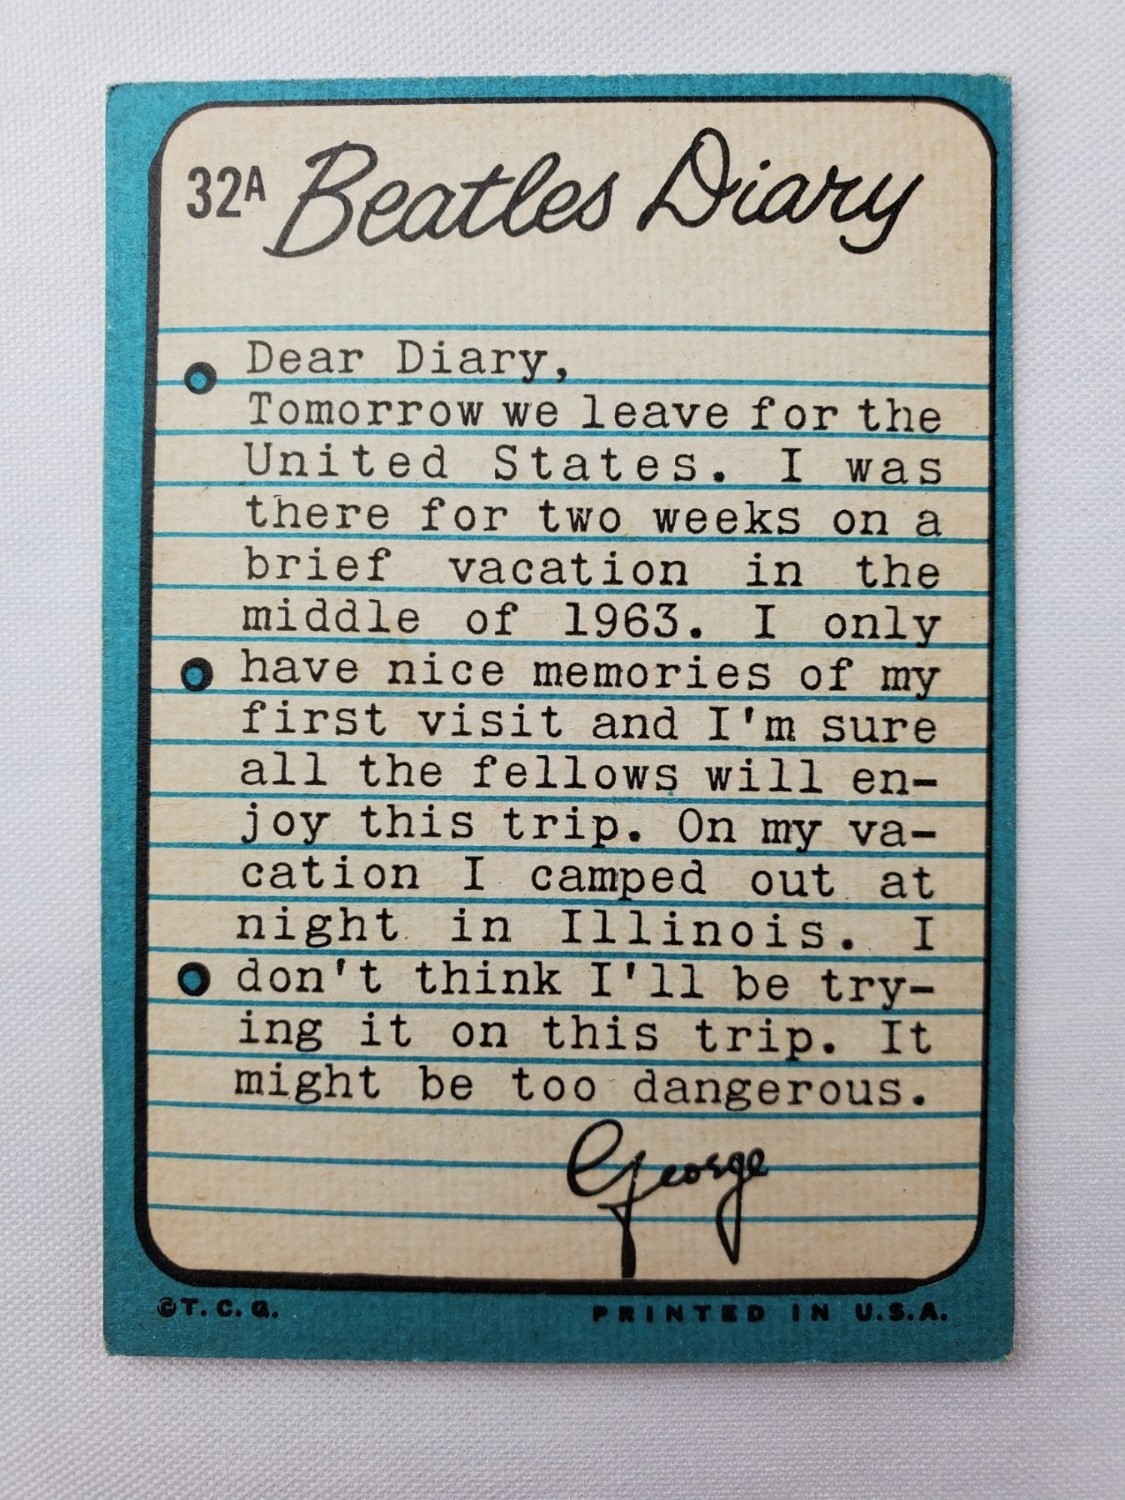 32A Beatles Diary
Dear Diary,
Tomorrow we leave for the
United States. I was
there for two weeks on a
brief vacation in the
middle of 1963. I only
have nice memories of my
first visit and I'm sure
all the fellows will en-
joy this trip. On my va-
cation I camped out at
night in Illinois. I
don't think I'll be try-
ing it on this trip. It
might be too dangerous.
George
©T.C.G. PRINTED IN U.S.A.